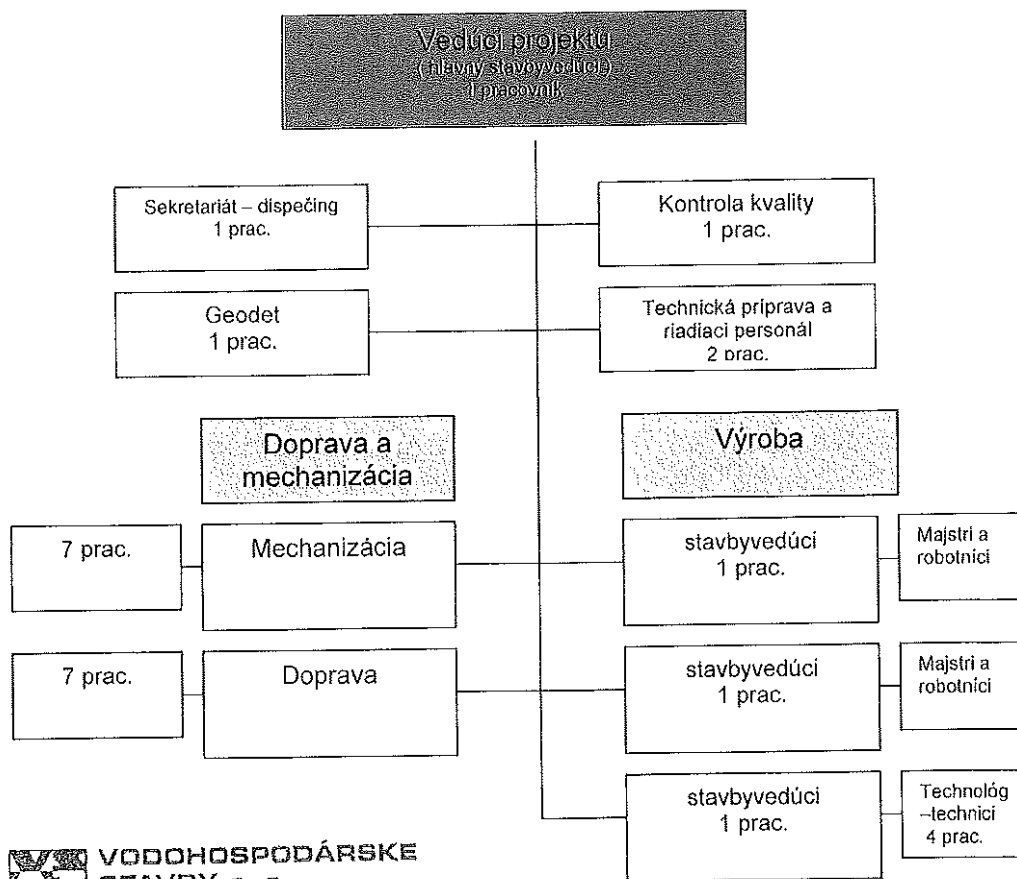 Vedúci projektu
( hlavný stavbyvedúci )
1 pracovník
Sekretariát – dispečing
1 prac.
Kontrola kvality
1 prac.
Geodet
1 prac.
Technická príprava a
riadiaci personál
2 prac.
Doprava a
mechanizácia
Výroba
7 prac.
Mechanizácia
stavbyvedúci
1 prac.
Majstri a
robotníci
7 prac.
Doprava
stavbyvedúci
1 prac.
Majstri a
robotníci
stavbyvedúci
1 prac.
Technológ
–technici
4 prac.
VODOHOSPODÁRSKE